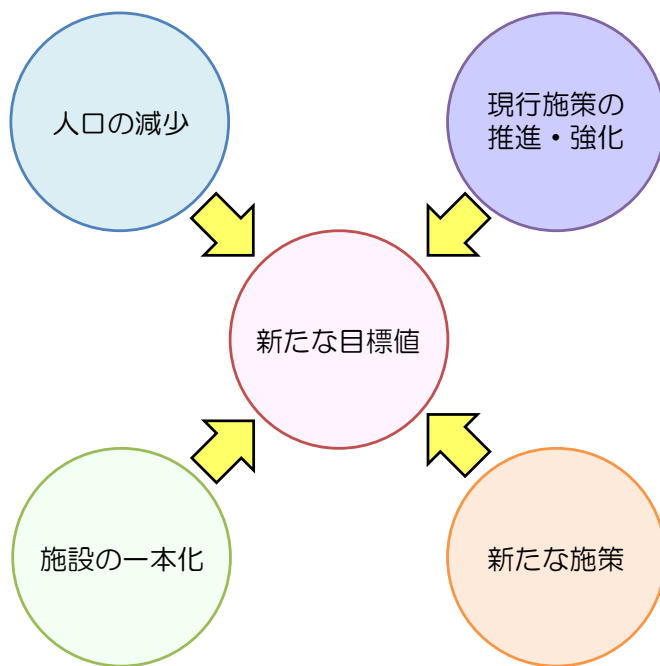 人口の減少
現行施策の
推進・強化
新たな目標値
施設の一本化
新たな施策